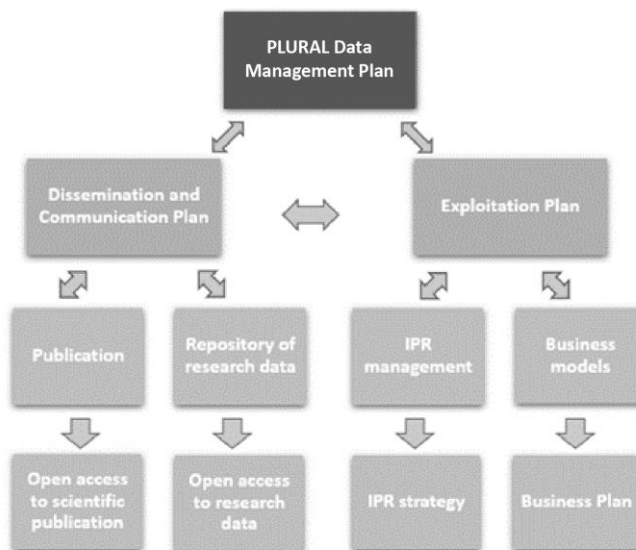 PLURAL Data
Management Plan
Dissemination and
Communication Plan
Exploitation Plan
Publication
Repository of
research data
IPR
management
Business
models
Open access
to scientific
publication
Open access
to research
data
IPR strategy
Business Plan